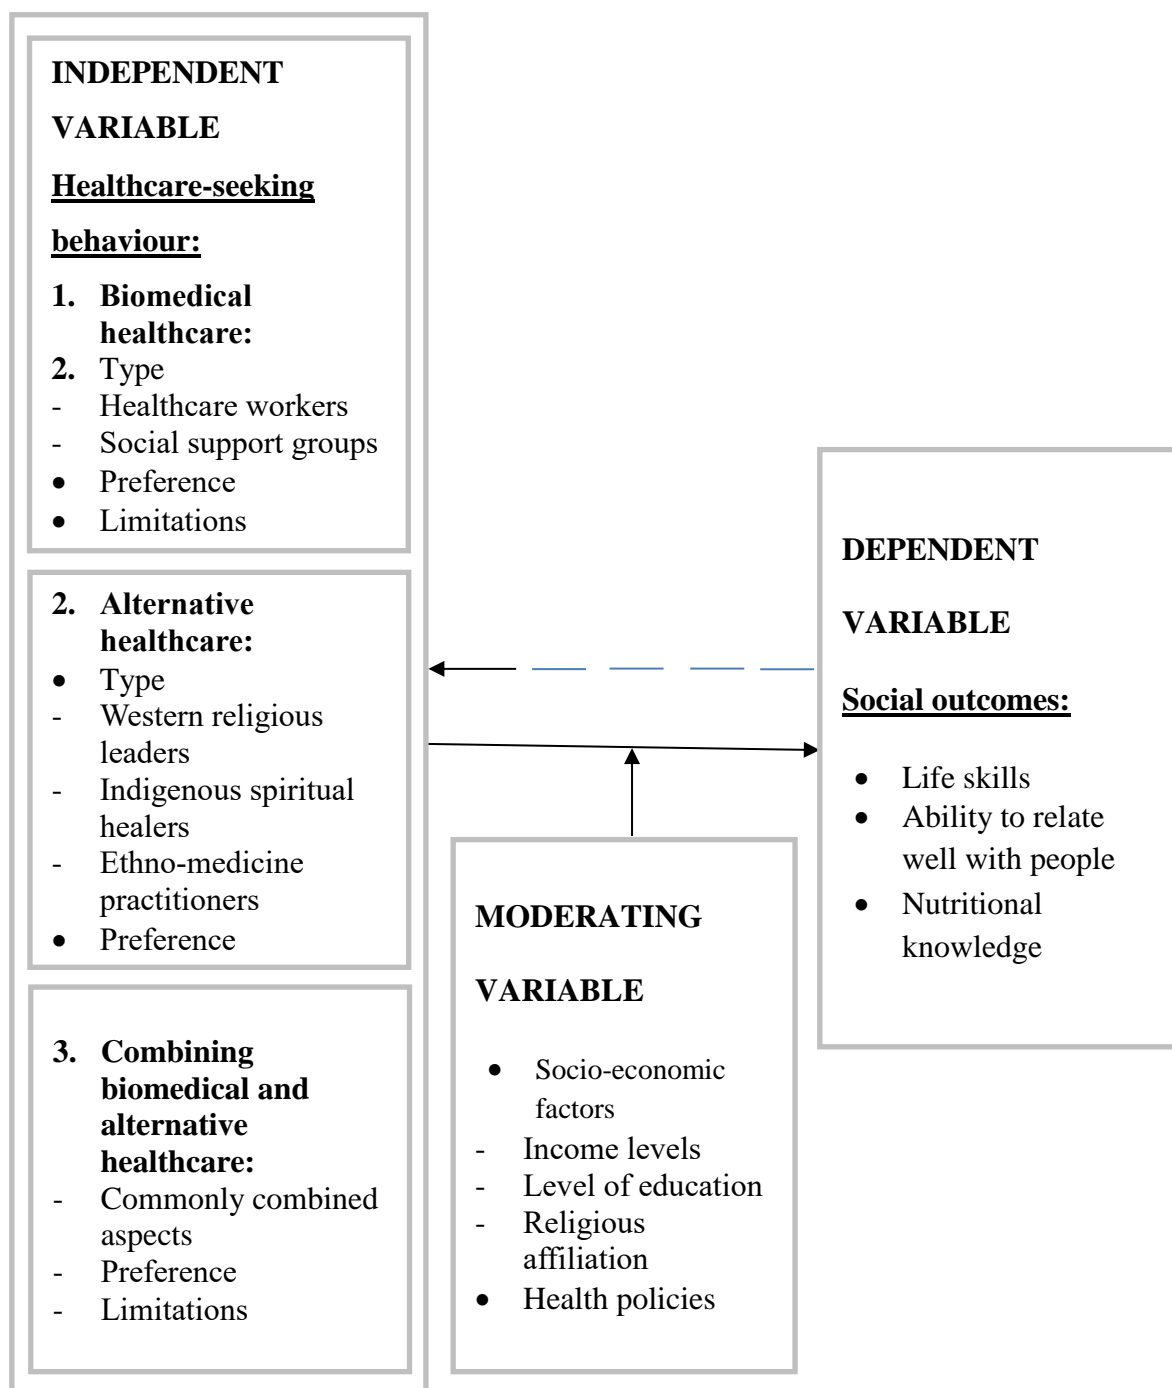 INDEPENDENT
VARIABLE
Healthcare-seeking
behaviour:
1. Biomedical
healthcare:
2. Type
- Healthcare workers
- Social support groups
• Preference
• Limitations
2. Alternative
healthcare:
• Type
- Western religious
leaders
- Indigenous spiritual
healers
- Ethno-medicine
practitioners
• Preference
3. Combining
biomedical and
alternative
healthcare:
- Commonly combined
aspects
- Preference
- Limitations
MODERATING
VARIABLE
• Socio-economic
factors
- Income levels
- Level of education
- Religious
affiliation
• Health policies
DEPENDENT
VARIABLE
Social outcomes:
• Life skills
• Ability to relate
well with people
• Nutritional
knowledge